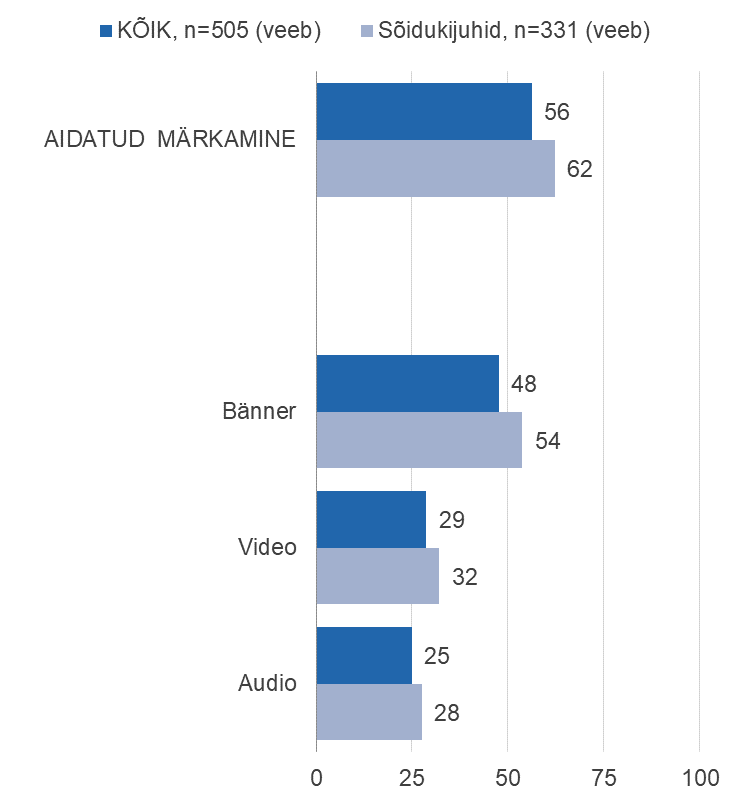 KÕIK, n=505 (veeb) Sõidukijuhid, n=331 (veeb)
AIDATUD MÄRKAMINE
56
62
Bänner
48
54
Video
29
32
Audio
25
28
0 25 50 75 100